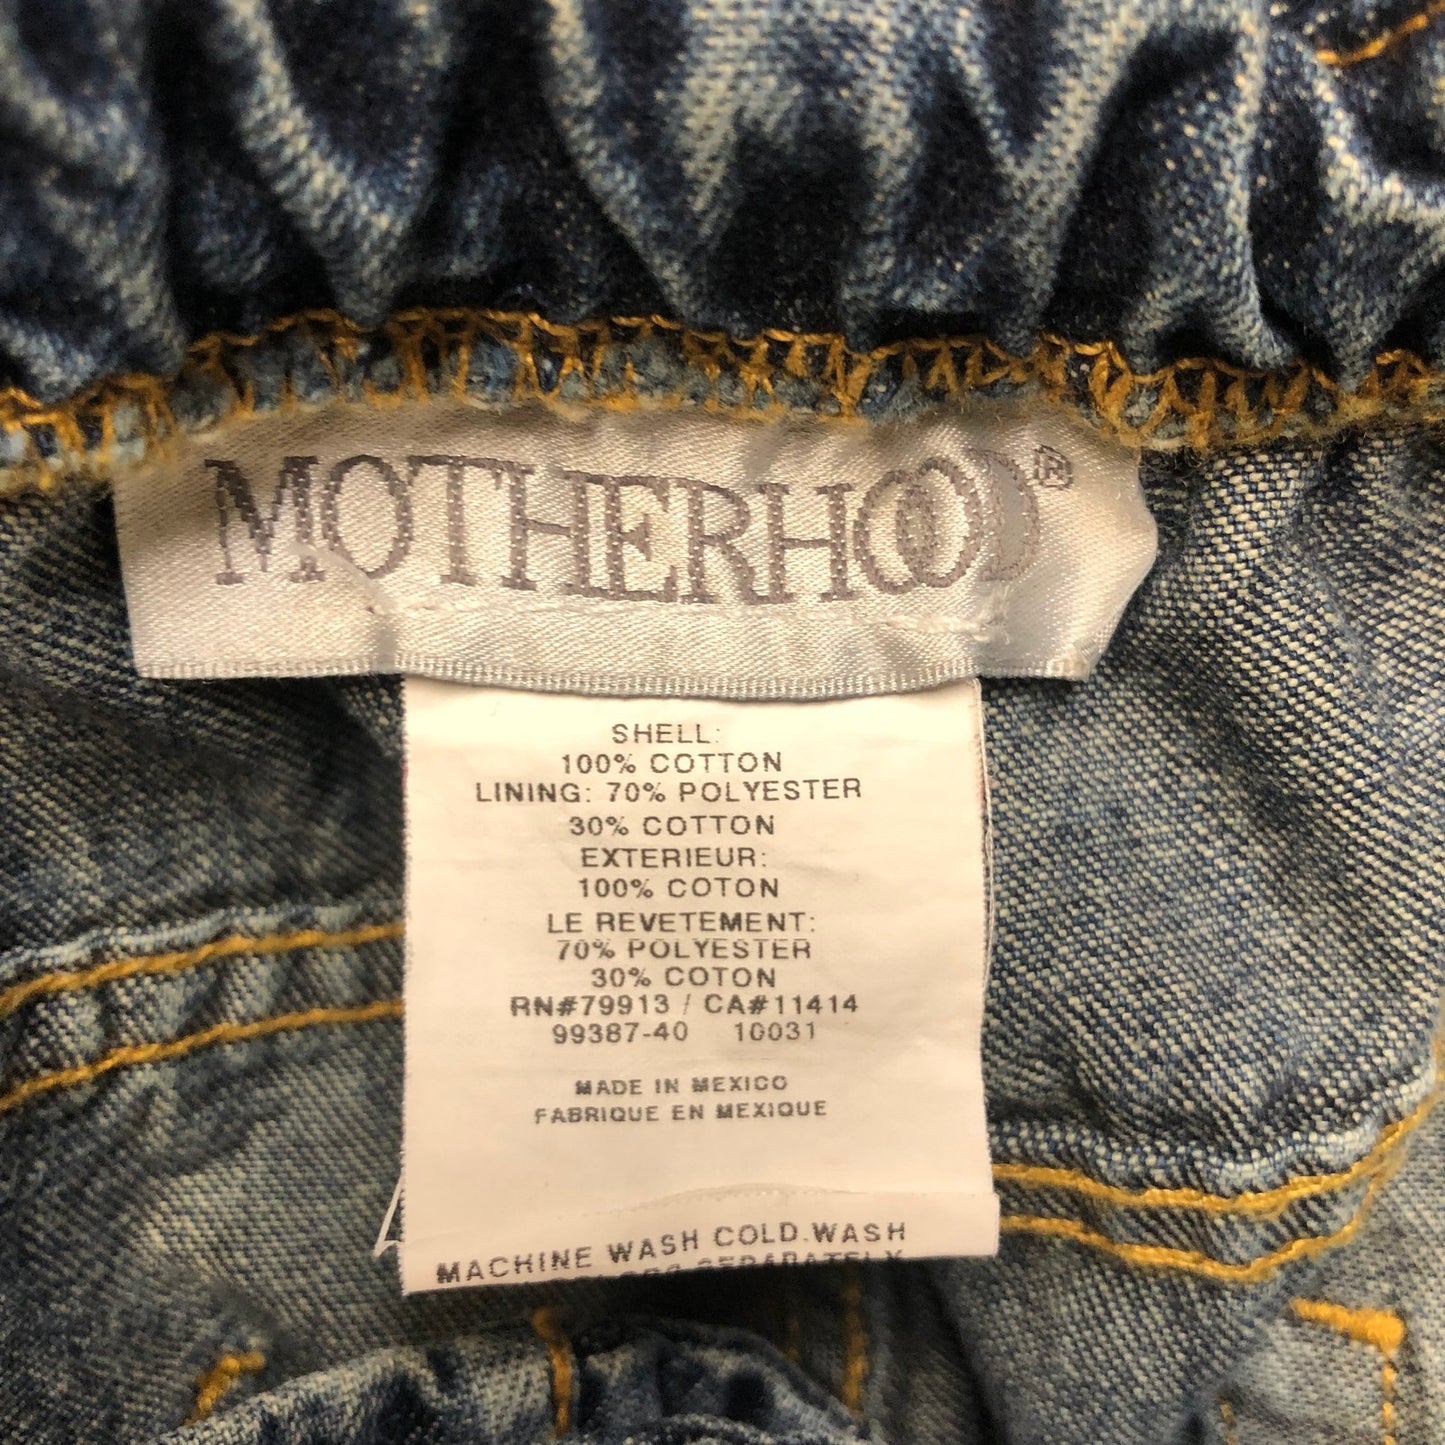 MOTHERHOOD®
SHELL:
100% COTTON
LINING: 70% POLYESTER
30% COTTON
EXTERIEUR:
100% COTON
LE REVETEMENT:
70% POLYESTER
30% COTON
RN#79913 / CA#11414
99387-40 10031
MADE IN MEXICO
FABRIQUE EN MEXIQUE
MACHINE WASH COLD.WASH
SEPARATELY